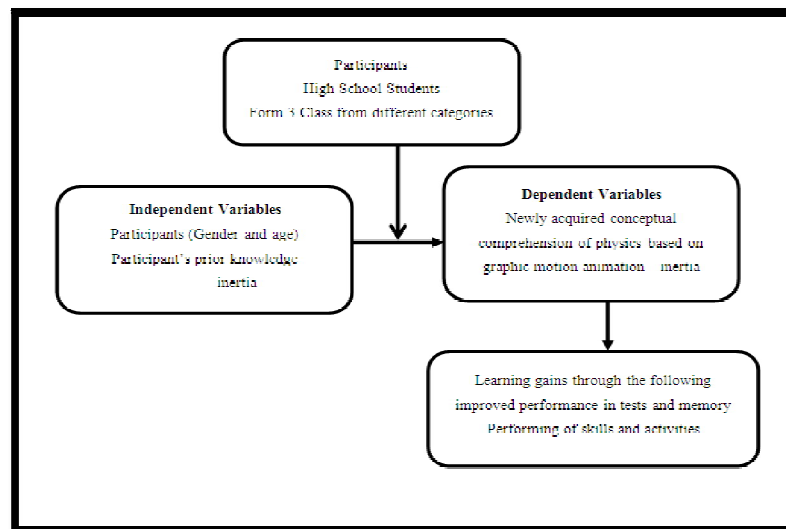 Participants
High School Students
Form 3 Class from different categories
Independent Variables
Participants (Gender and age)
Participant's prior knowledge
inertia
Dependent Variables
Newly acquired conceptual
comprehension of physics based on
graphic motion animation inertia
Learning gains through the following
improved performance in tests and memory
Performing of skills and activities